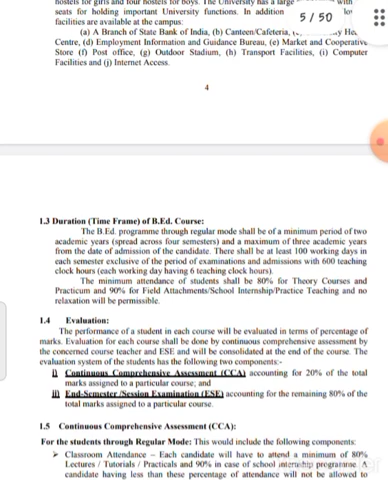 hostels for girls and four hostels for boys. The University has a large with
seats for holding important University functions. In addition
facilities are available at the campus:
5 / 50
(a) A Branch of State Bank of India, (b) Canteen/Cafeteria,
Centre, (d) Employment Information and Guidance Bureau, (e) Market and Cooperative
Store (f) Post office, (g) Outdoor Stadium, (h) Transport Facilities, (i) Computer
Facilities and (j) Internet Access.
4
1.3 Duration (Time Frame) of B.Ed. Course:
The B.Ed. programme through regular mode shall be of a minimum period of two
academic years (spread across four semesters) and a maximum of three academic years
from the date of admission of the candidate. There shall be at least 100 working days in
each semester exclusive of the period of examinations and admissions with 600 teaching
clock hours (each working day having 6 teaching clock hours).
The minimum attendance of students shall be 80% for Theory Courses and
Practicum and 90% for Field Attachments/School Internship/Practice Teaching and no
relaxation will be permissible.
1.4 Evaluation:
The performance of a student in each course will be evaluated in terms of percentage of
marks. Evaluation for each course shall be done by continuous comprehensive assessment by
the concerned course teacher and ESE and will be consolidated at the end of the course. The
evaluation system of the students has the following two components:-
i) Continuous Comprehensive Assessment (CCA) accounting for 20% of the total
marks assigned to a particular course; and
ii) End-Semester /Session Examination (ESE) accounting for the remaining 80% of the
total marks assigned to a particular course.
1.5 Continuous Comprehensive Assessment (CCA):
For the students through Regular Mode: This would include the following components:
➢ Classroom Attendance – Each candidate will have to attend a minimum of 80%
Lectures / Tutorials / Practicals and 90% in case of school internship programme. A
candidate having less than these percentage of attendance will not be allowed to